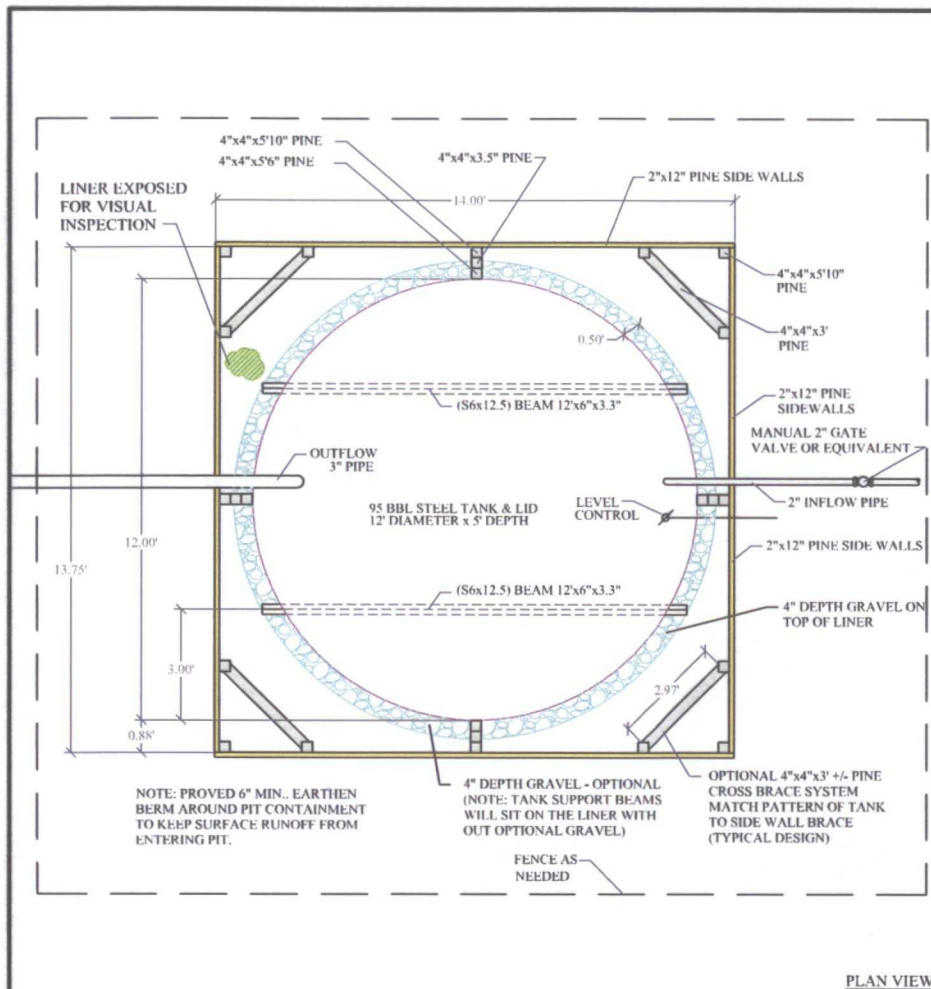 4"x4"x5'10" PINE
4"x4"x5'6" PINE
4"x4"x3.5" PINE
2"x12" PINE SIDE WALLS
LINER EXPOSED
FOR VISUAL
INSPECTION
14.00'
4"x4"x5'10"
PINE
4"x4"x3'
PINE
0.50'
(S6x12.5) BEAM 12'x6"x3.3"
2"x12" PINE
SIDEWALLS
MANUAL 2" GATE
VALVE OR EQUIVALENT
OUTFLOW
3" PIPE
2" INFLOW PIPE
LEVEL
CONTROL
95 BBL STEEL TANK & LID
12' DIAMETER x 5' DEPTH
12.00'
13.75'
2"x12" PINE SIDE WALLS
(S6x12.5) BEAM 12'x6"x3.3"
4" DEPTH GRAVEL ON
TOP OF LINER
3.00'
2.97'
0.88'
NOTE: PROVED 6" MIN.. EARTHEN
BERM AROUND PIT CONTAINMENT
TO KEEP SURFACE RUNOFF FROM
ENTERING PIT.
4" DEPTH GRAVEL - OPTIONAL
(NOTE: TANK SUPPORT BEAMS
WILL SIT ON THE LINER WITH
OUT OPTIONAL GRAVEL)
OPTIONAL 4"x4"x3' +/- PINE
CROSS BRACE SYSTEM
MATCH PATTERN OF TANK
TO SIDE WALL BRACE
(TYPICAL DESIGN)
FENCE AS
NEEDED
PLAN VIEW